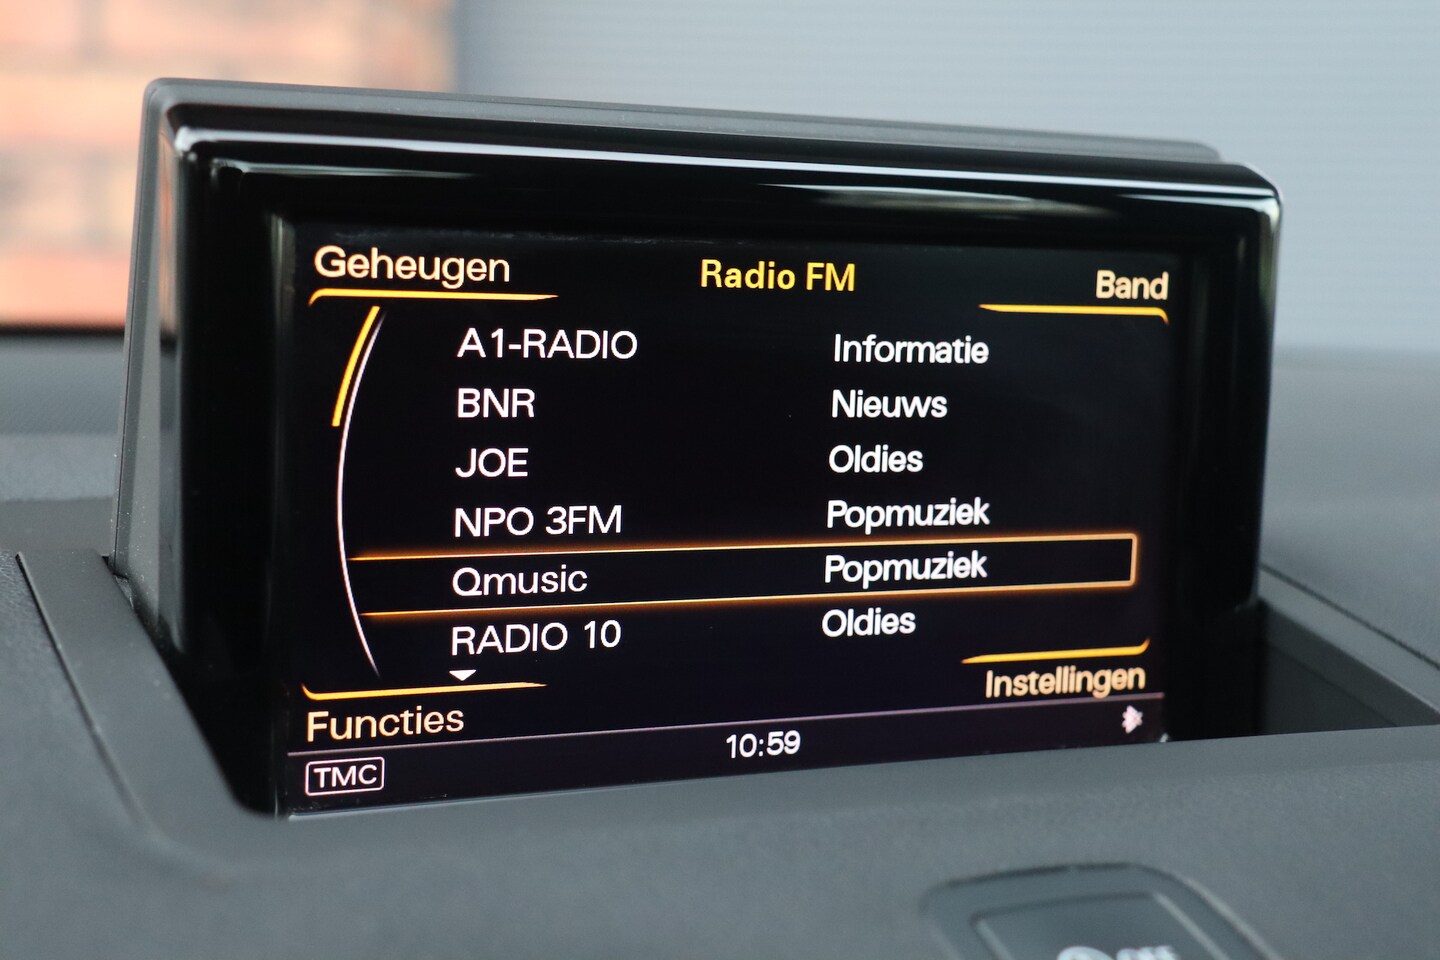 Geheugen Radio FM Band
A1-RADIO Informatie
BNR Nieuws
JOE Oldies
NPO 3FM Popmuziek
Qmusic Popmuziek
RADIO 10 Oldies
Instellingen
Functies
10:59
TMC
OFF